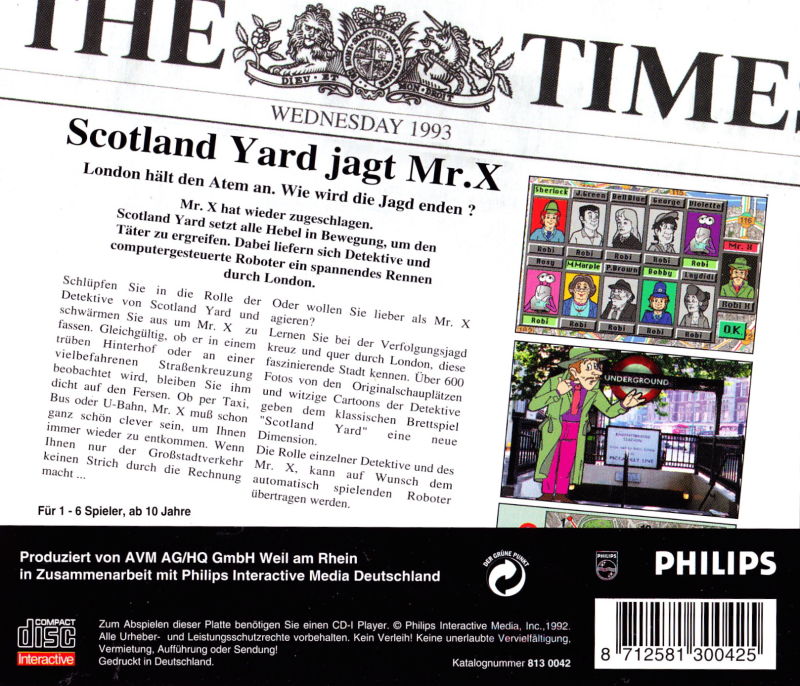 THE TIMES
DIEU ET MON DROIT
WEDNESDAY 1993
Scotland Yard jagt Mr.X
London hält den Atem an. Wie wird die Jagd enden ?
Mr. X hat wieder zugeschlagen.
Scotland Yard setzt alle Hebel in Bewegung, um den
Täter zu ergreifen. Dabei liefern sich Detektive und
computergesteuerte Roboter ein spannendes Rennen
durch London.
Schlüpfen Sie in die Rolle der
Detektive von Scotland Yard und
schwärmen Sie aus um Mr. X zu
fassen. Gleichgültig, ob er in einem
trüben Hinterhof oder an einer
vielbefahrenen Straßenkreuzung
beobachtet wird, bleiben Sie ihm
dicht auf den Fersen. Ob per Taxi,
Bus oder U-Bahn, Mr. X muß schon
ganz schön clever sein, um Ihnen
immer wieder zu entkommen. Wenn
Ihnen nur der Großstadtverkehr
keinen Strich durch die Rechnung
macht ...
Oder wollen Sie lieber als Mr. X
agieren?
Lernen Sie bei der Verfolgungsjagd
kreuz und quer durch London, diese
faszinierende Stadt kennen. Über 600
Fotos von den Originalschauplätzen
und witzige Cartoons der Detektive
geben dem klassischen Brettspiel
"Scotland Yard" eine neue
Dimension.
Die Rolle einzelner Detektive und des
Mr. X, kann auf Wunsch dem
automatisch spielenden Roboter
übertragen werden.
Für 1 - 6 Spieler, ab 10 Jahre
Sherlock J.Green DellBlue George Violette
116
Robi Robi Robi Robi Robi
Mr. X
Rosy M.Marple P.Brown Bobby Laydidi
Robi X
Robi Robi Robi Robi Robi
O.K.
UNDERGROUND
PICCADILLY LINE
Produziert von AVM AG/HQ GmbH Weil am Rhein
in Zusammenarbeit mit Philips Interactive Media Deutschland
DER GRÜNE PUNKT
PHILIPS
PHILIPS
COMPACT
disc
Interactive
Zum Abspielen dieser Platte benötigen Sie einen CD-I Player. © Philips Interactive Media, Inc.,1992.
Alle Urheber- und Leistungsschutzrechte vorbehalten. Kein Verleih! Keine unerlaubte Vervielfältigung,
Vermietung, Aufführung oder Sendung!
Gedruckt in Deutschland.
Katalognummer 813 0042
8 712581 300425